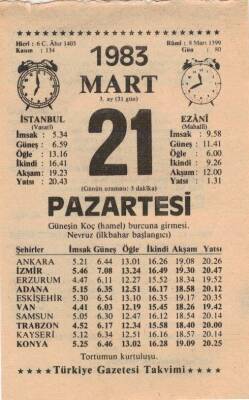 Hicri : 6 C. Âhır 1403
Kasım : 134
1983
Rûmî : 8 Mart 1399
Gün : 80
MART
3. ay (31 gün)
21
İSTANBUL
(Vasatî)
İmsak : 5.34
Güneş : 6.59
Öğle : 13.16
İkindi : 16.41
Akşam: 19.23
Yatsı : 20.43
EZÂNÎ
(Mahallî)
İmsak : 9.58
Güneş : 11.41
Öğle : 6.00
İkindi : 9.26
Akşam: 12.00
Yatsı : 1.31
(Günün uzaması: 3 dakîka)
PAZARTESİ
Güneşin Koç (hamel) burcuna girmesi.
Nevruz (ilkbahar başlangıcı)
Şehirler İmsak Güneş Öğle İkindi Akşam Yatsı
ANKARA 5.21 6.44 13.01 16.26 19.08 20.26
İZMİR 5.46 7.08 13.24 16.49 19.30 20.47
ERZURUM 4.47 6.11 12.27 15.52 18.34 19.52
ADANA 5.15 6.35 12.51 16.17 18.58 20.12
ESKİŞEHİR 5.30 6.54 13.10 16.35 19.17 20.35
VAN 4.41 6.03 12.19 15.45 18.26 19.42
SAMSUN 5.05 6.30 12.47 16.12 18.54 20.14
TRABZON 4.52 6.17 12.34 15.58 18.40 20.00
KAYSERİ 5.12 6.34 12.51 16.16 18.57 20.14
KONYA 5.25 6.46 13.02 16.28 19.09 20.25
Tortumun kurtuluşu.
Türkiye Gazetesi Takvimi